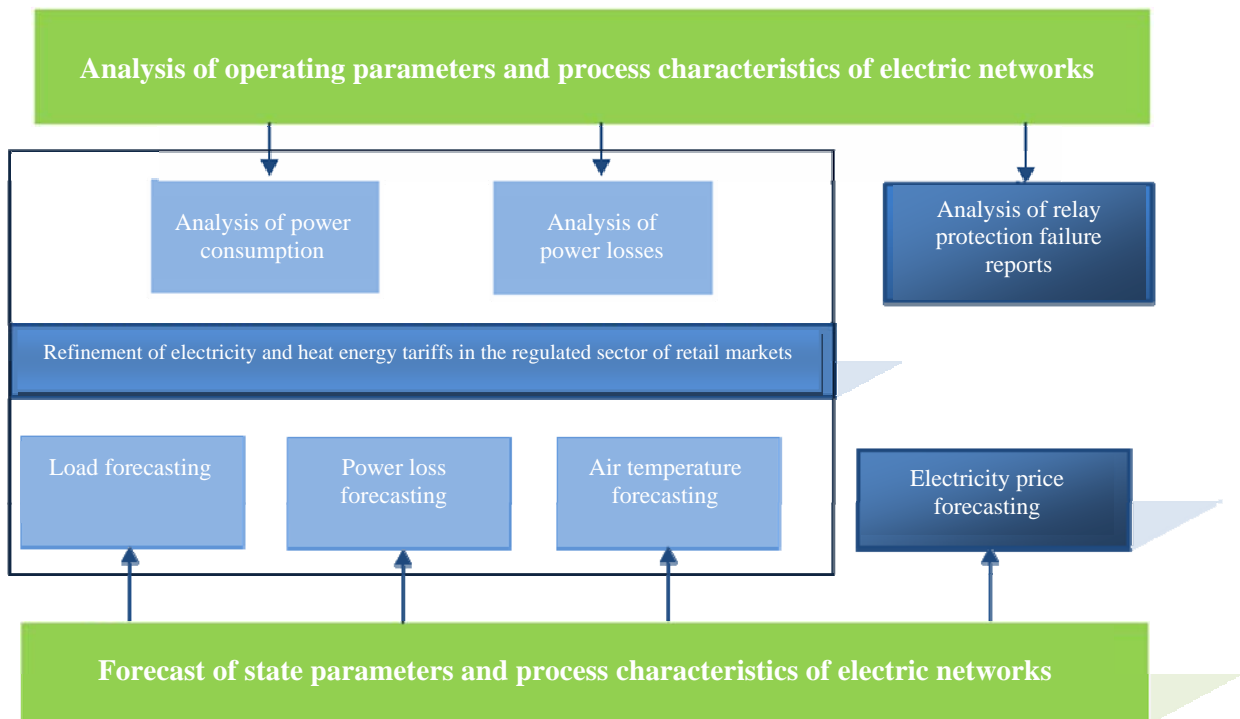 Analysis of operating parameters and process characteristics of electric networks
Analysis of power
consumption
Analysis of
power losses
Analysis of relay
protection failure
reports
Refinement of electricity and heat energy tariffs in the regulated sector of retail markets
Load forecasting
Power loss
forecasting
Air temperature
forecasting
Electricity price
forecasting
Forecast of state parameters and process characteristics of electric networks